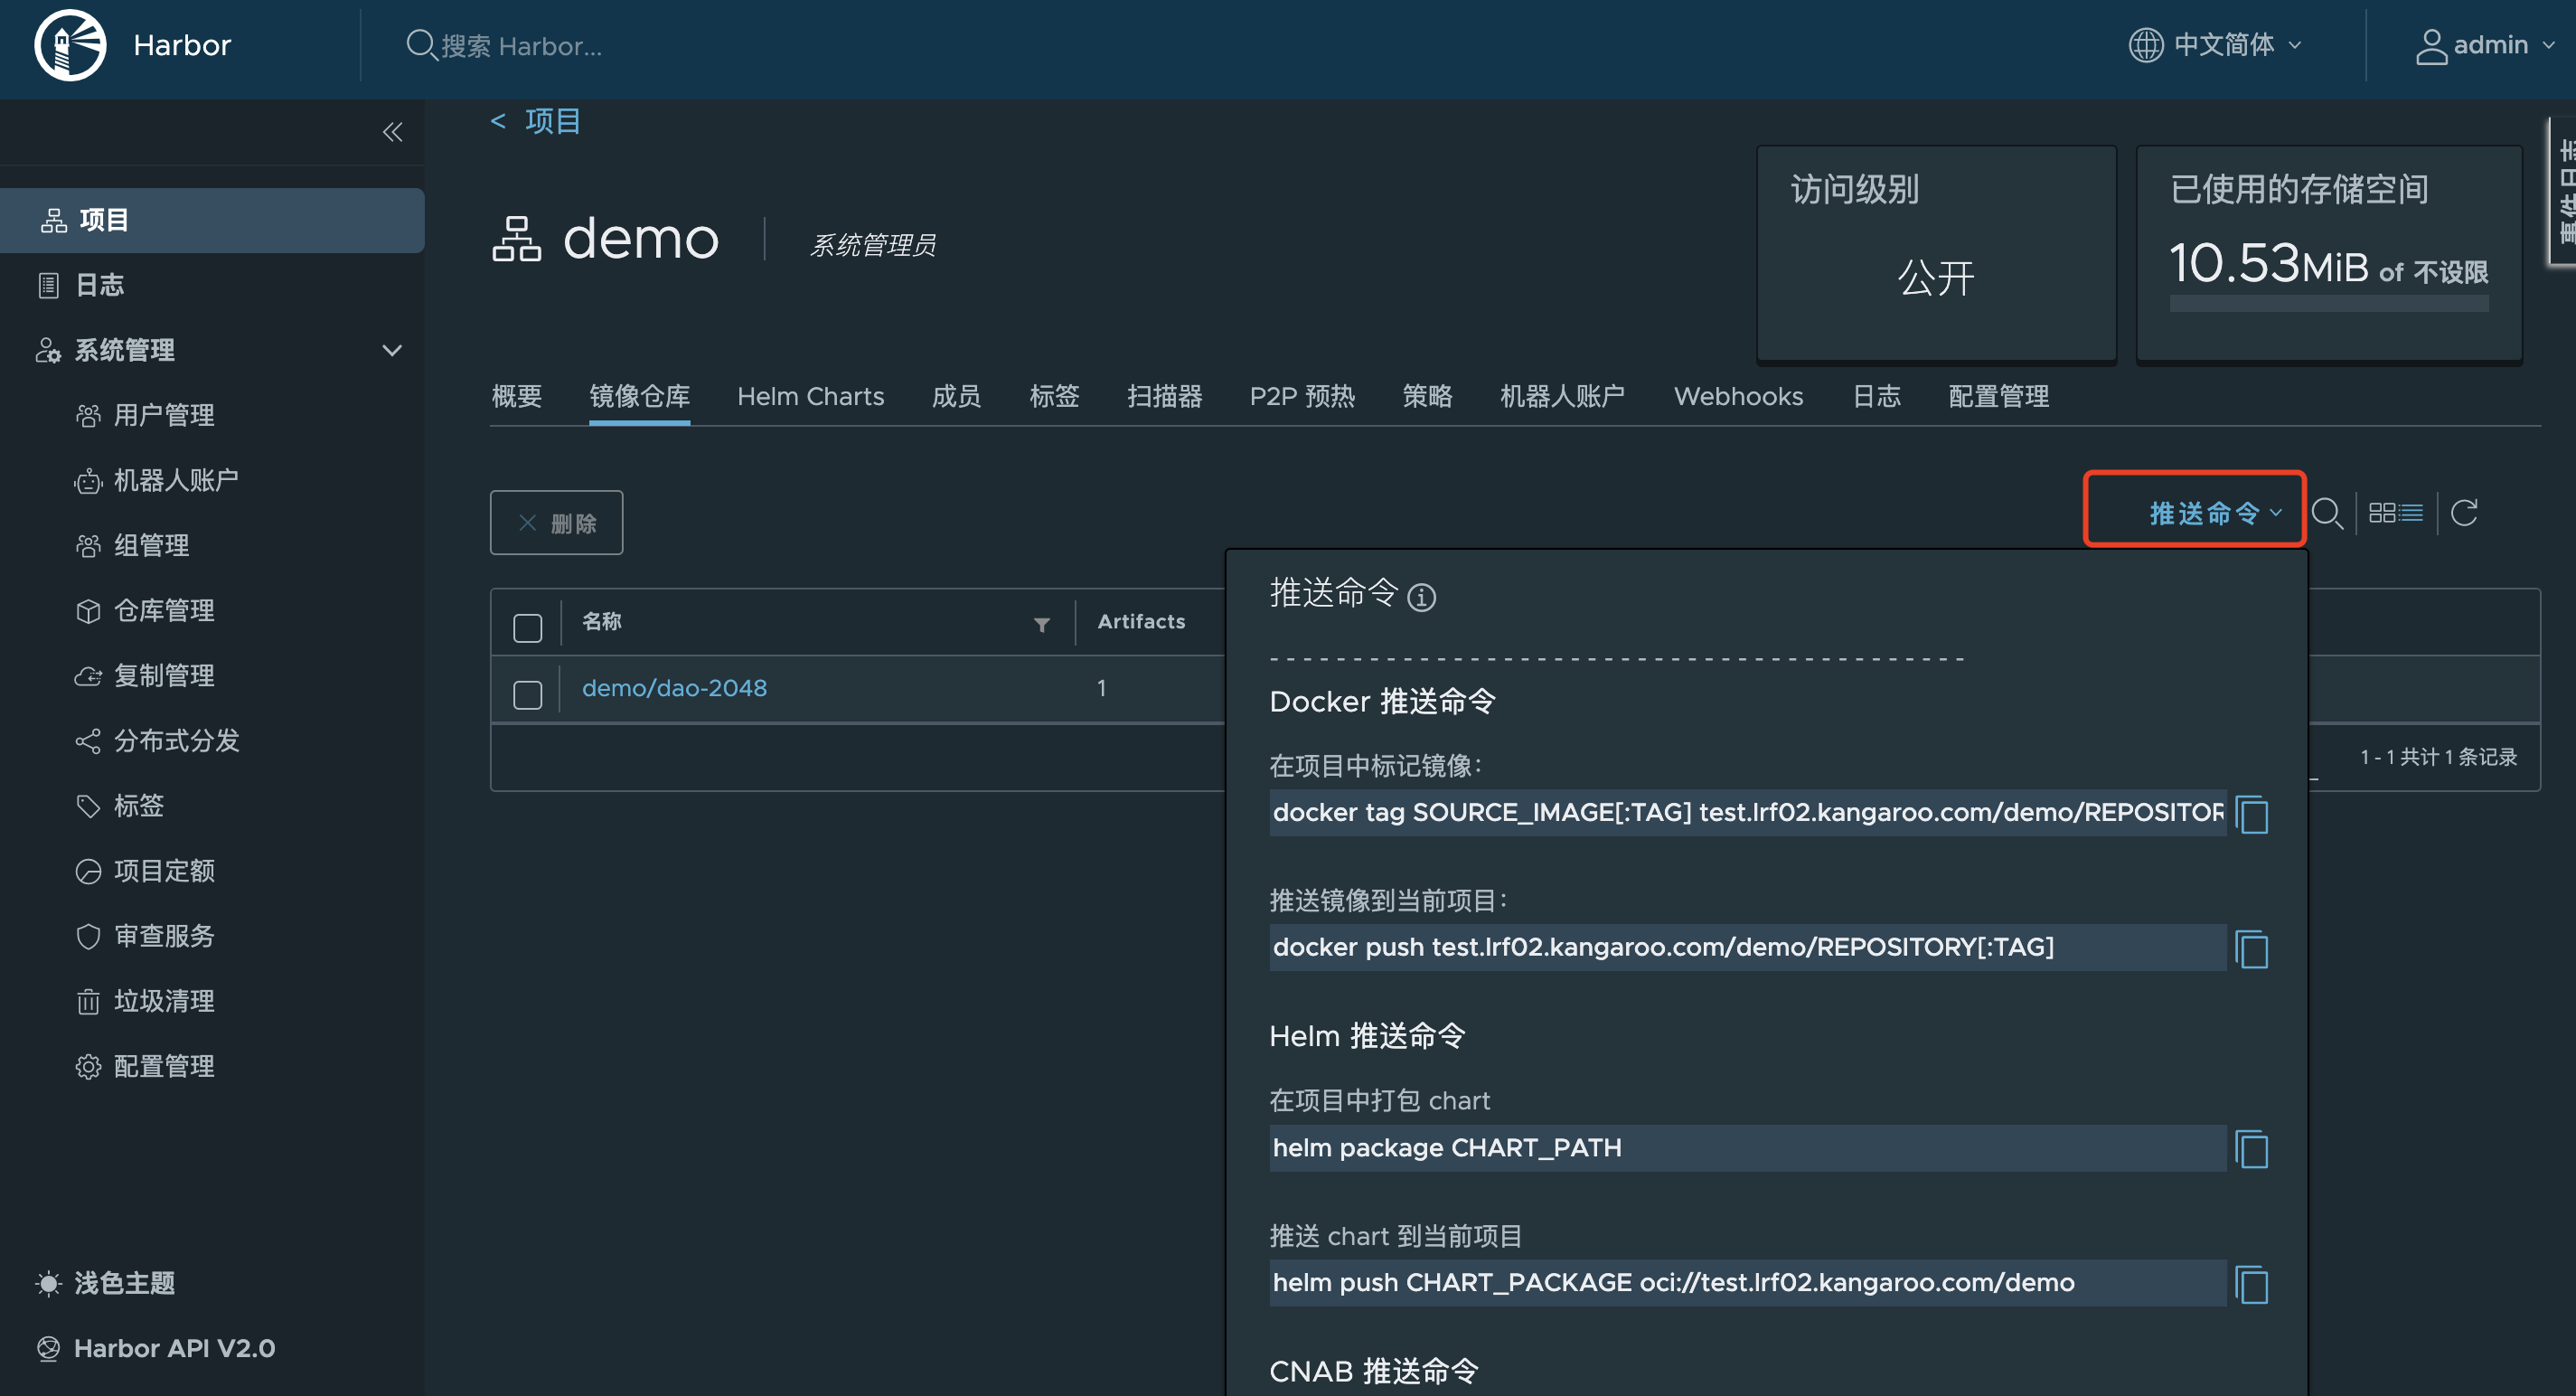 Harbor
搜索 Harbor...
中文简体
admin
项目
日志
系统管理
用户管理
机器人账户
组管理
仓库管理
复制管理
分布式分发
标签
项目定额
审查服务
垃圾清理
配置管理
浅色主题
Harbor API V2.0
< 项目
demo
系统管理员
访问级别
公开
已使用的存储空间
10.53MiB of 不设限
事件日志
概要 镜像仓库 Helm Charts 成员 标签 扫描器 P2P 预热 策略 机器人账户 Webhooks 日志 配置管理
删除
推送命令
名称 Artifacts
demo/dao-2048 1
1 - 1 共计 1 条记录
推送命令
Docker 推送命令
在项目中标记镜像：
docker tag SOURCE_IMAGE[:TAG] test.lrf02.kangaroo.com/demo/REPOSITOR
推送镜像到当前项目：
docker push test.lrf02.kangaroo.com/demo/REPOSITORY[:TAG]
Helm 推送命令
在项目中打包 chart
helm package CHART_PATH
推送 chart 到当前项目
helm push CHART_PACKAGE oci://test.lrf02.kangaroo.com/demo
CNAB 推送命令